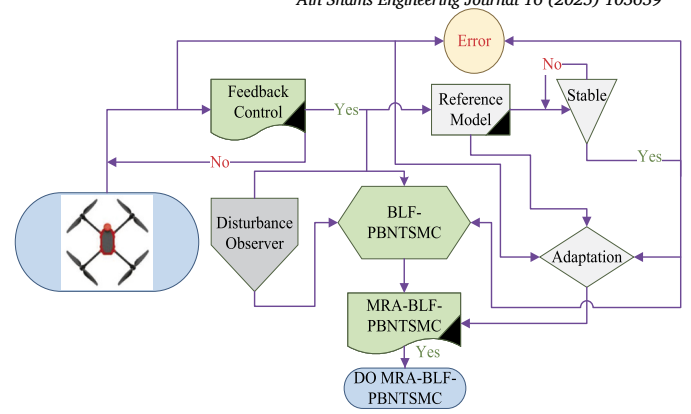 Ain Shams Engineering Journal 16 (2025) 103639
Error
No
Feedback
Control
Yes
Reference
Model
Stable
No
Yes
Disturbance
Observer
BLF-
PBNTSMC
Adaptation
MRA-BLF-
PBNTSMC
Yes
DO MRA-BLF-
PBNTSMC